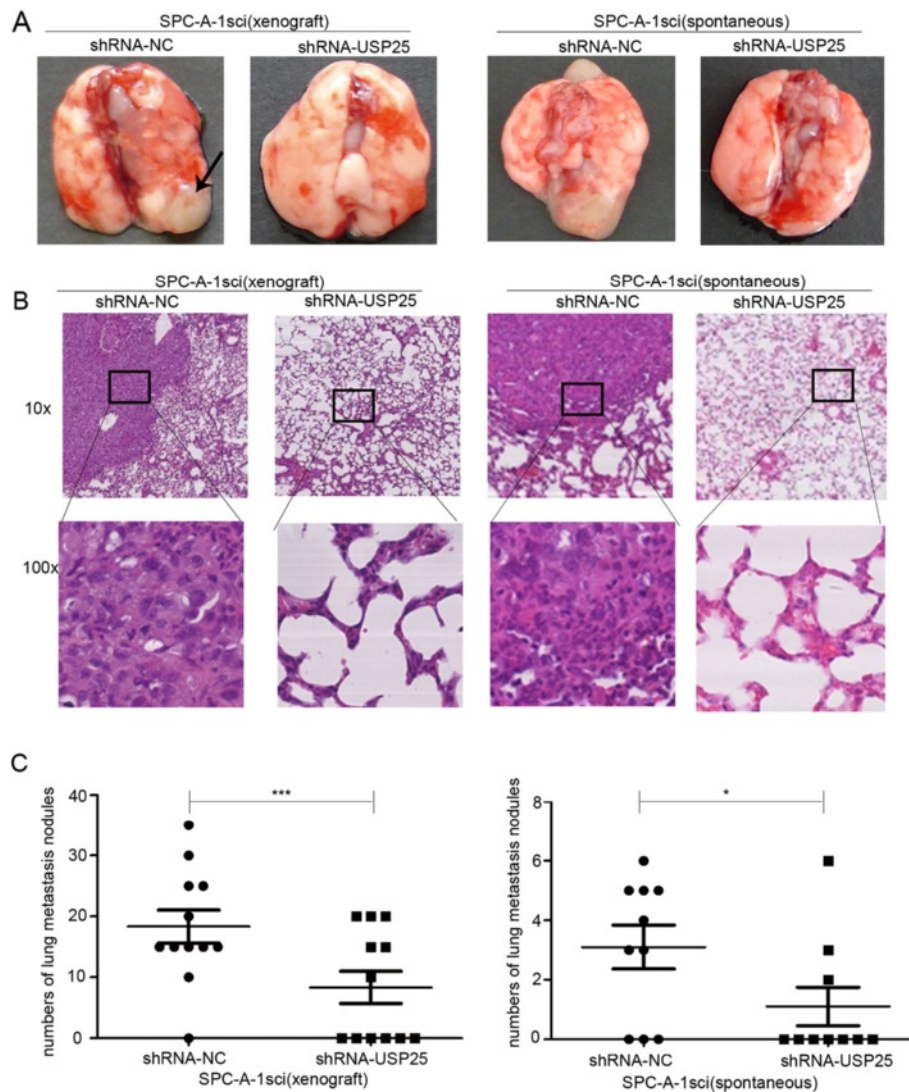 A
SPC-A-1sci(xenograft)
SPC-A-1sci(spontaneous)
shRNA-NC
shRNA-USP25
shRNA-NC
shRNA-USP25
B
SPC-A-1sci(xenograft)
SPC-A-1sci(spontaneous)
shRNA-NC
shRNA-USP25
shRNA-NC
shRNA-USP25
10x
100x
C
numbers of lung metastasis nodules
40
30
20
10
0
***
shRNA-NC
shRNA-USP25
SPC-A-1sci(xenograft)
numbers of lung metastasis nodules
8
6
4
2
0
*
shRNA-NC
shRNA-USP25
SPC-A-1sci(spontaneous)